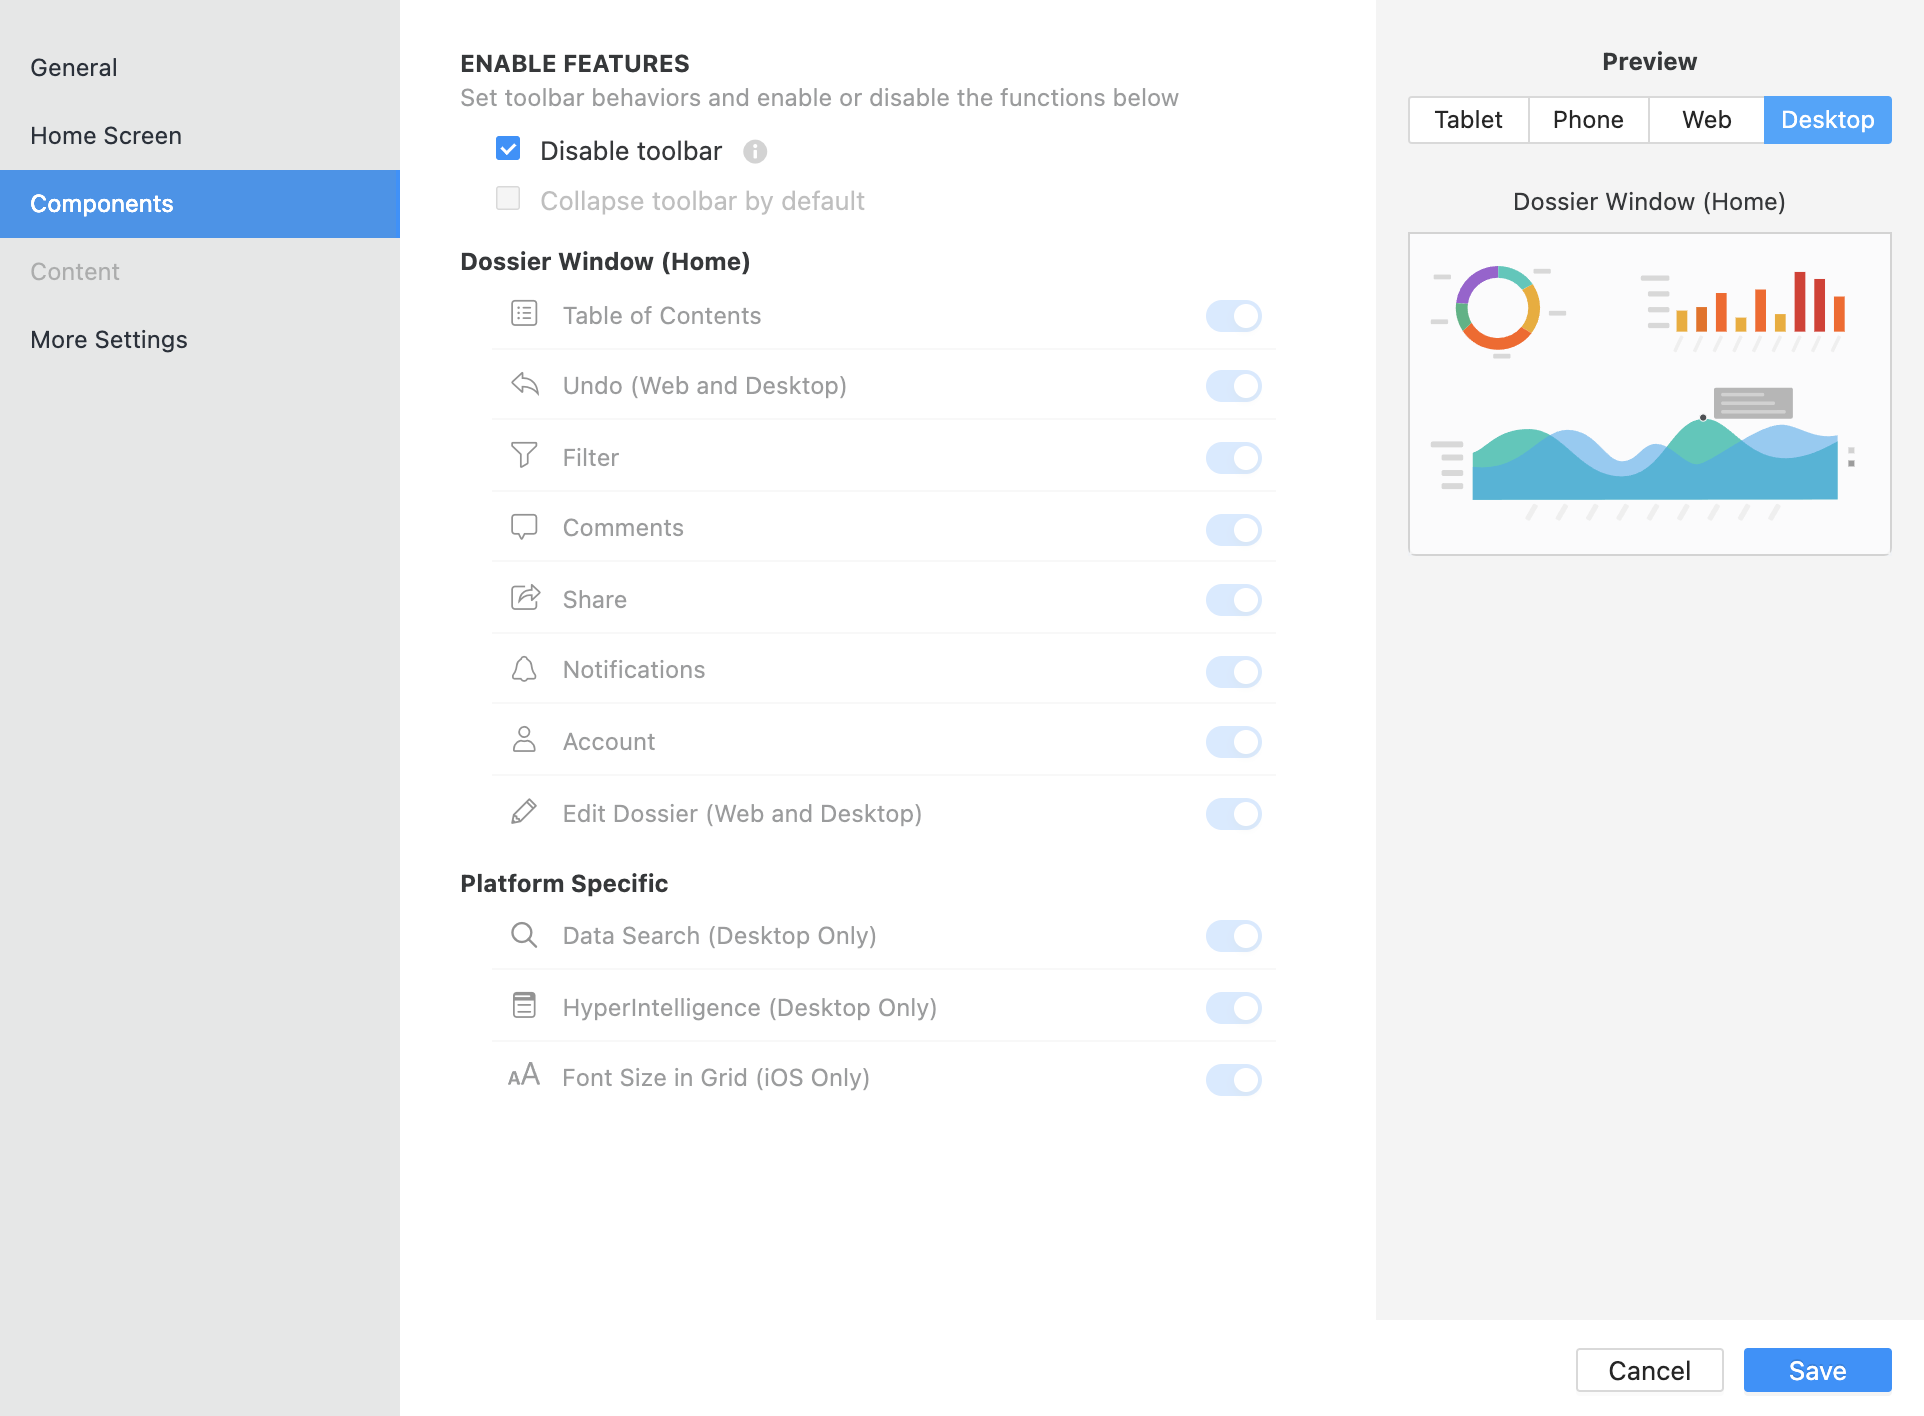 General
Home Screen
Components
Content
More Settings
ENABLE FEATURES
Set toolbar behaviors and enable or disable the functions below
Disable toolbar
Collapse toolbar by default
Dossier Window (Home)
Table of Contents
Undo (Web and Desktop)
Filter
Comments
Share
Notifications
Account
Edit Dossier (Web and Desktop)
Platform Specific
Data Search (Desktop Only)
HyperIntelligence (Desktop Only)
Font Size in Grid (iOS Only)
Preview
Tablet Phone Web Desktop
Dossier Window (Home)
Cancel Save